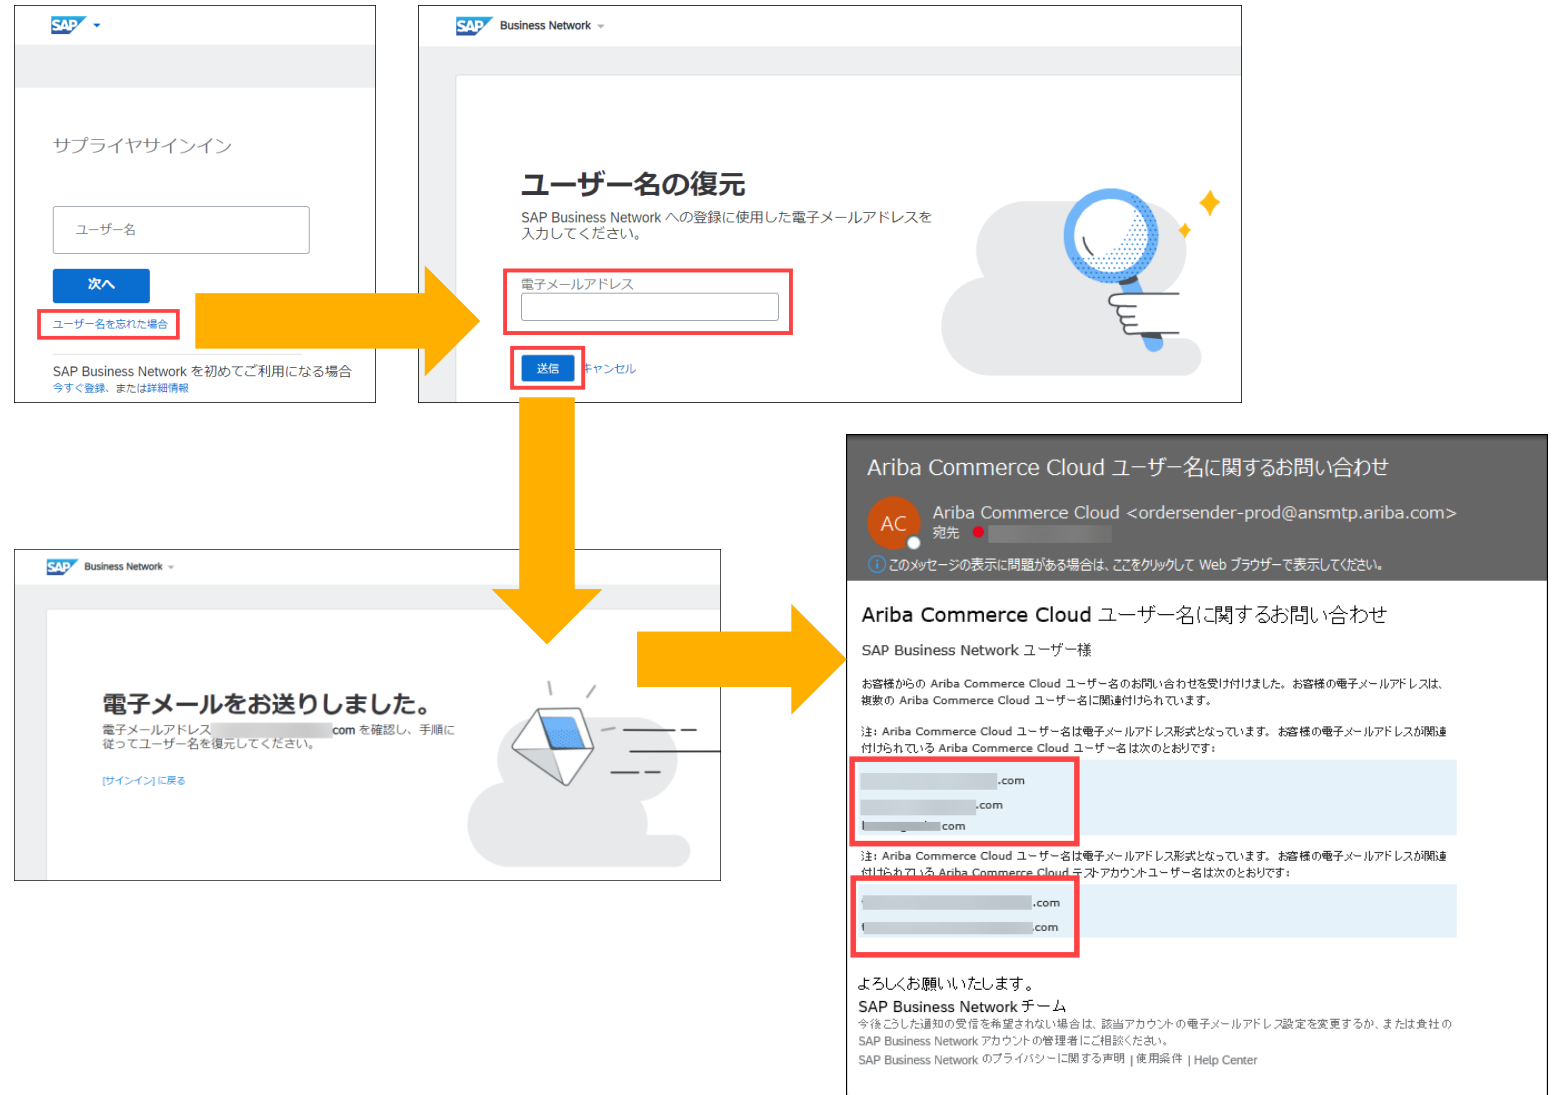 SAP
サプライヤサインイン
ユーザー名
次へ
ユーザー名を忘れた場合
SAP Business Network を初めてご利用になる場合
今すぐ登録、または詳細情報
SAP Business Network
ユーザー名の復元
SAP Business Network への登録に使用した電子メールアドレスを
入力してください。
電子メールアドレス
送信
キャンセル
SAP Business Network
電子メールをお送りしました。
電子メールアドレス com を確認し、手順に
従ってユーザー名を復元してください。
[サインイン] に戻る
Ariba Commerce Cloud ユーザー名に関するお問い合わせ
AC
Ariba Commerce Cloud <ordersender-prod@ansmtp.ariba.com>
宛先
このメッセージの表示に問題がある場合は、ここをクリックして Web ブラウザーで表示してください。
Ariba Commerce Cloud ユーザー名に関するお問い合わせ
SAP Business Network ユーザー様
お客様からの Ariba Commerce Cloud ユーザー名のお問い合わせを受け付けました。お客様の電子メールアドレスは、
複数の Ariba Commerce Cloud ユーザー名に関連付けられています。
注: Ariba Commerce Cloud ユーザー名は電子メールアドレス形式となっています。お客様の電子メールアドレスが関連
付けられている Ariba Commerce Cloud ユーザー名は次のとおりです:
.com
.com
com
注: Ariba Commerce Cloud ユーザー名は電子メールアドレス形式となっています。お客様の電子メールアドレスが関連
付けられている Ariba Commerce Cloud テストアカウントユーザー名は次のとおりです:
.com
.com
よろしくお願いいたします。
SAP Business Network チーム
今後こうした通知の受信を希望されない場合は、該当アカウントの電子メールアドレス設定を変更するか、または貴社の
SAP Business Network アカウントの管理者にご相談ください。
SAP Business Network のプライバシーに関する声明 | 使用条件 | Help Center